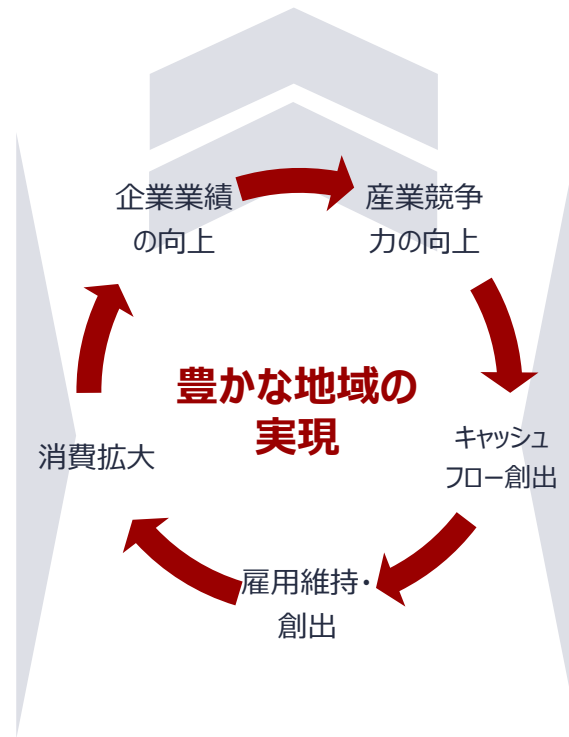 企業業績
の向上
産業競争
力の向上
豊かな地域の
実現
キャッシュ
フロー創出
消費拡大
雇用維持・
創出